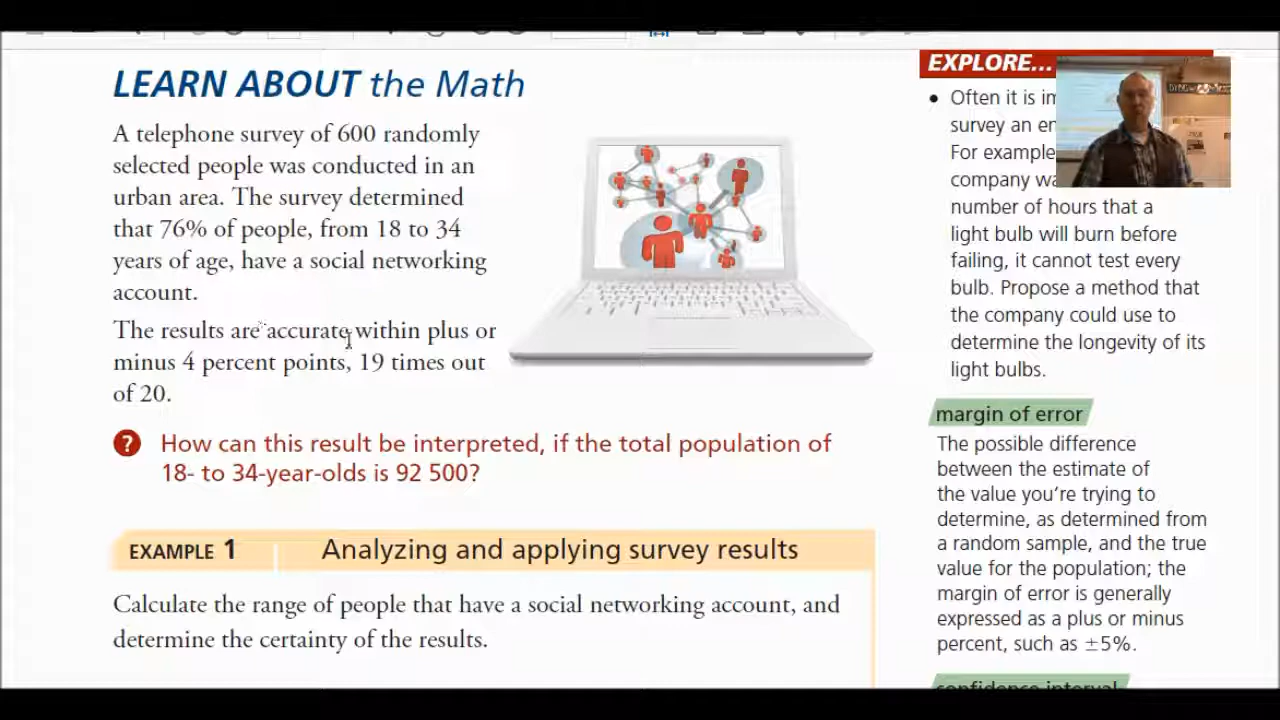 LEARN ABOUT the Math
A telephone survey of 600 randomly
selected people was conducted in an
urban area. The survey determined
that 76% of people, from 18 to 34
years of age, have a social networking
account.
The results are accurate within plus or
minus 4 percent points, 19 times out
of 20.
? How can this result be interpreted, if the total population of
18- to 34-year-olds is 92 500?
EXAMPLE 1 Analyzing and applying survey results
Calculate the range of people that have a social networking account, and
determine the certainty of the results.
EXPLORE...
• Often it is
survey an
For example
company
number of hours that a
light bulb will burn before
failing, it cannot test every
bulb. Propose a method that
the company could use to
determine the longevity of its
light bulbs.
margin of error
The possible difference
between the estimate of
the value you're trying to
determine, as determined from
a random sample, and the true
value for the population; the
margin of error is generally
expressed as a plus or minus
percent, such as ±5%.
confidence interval